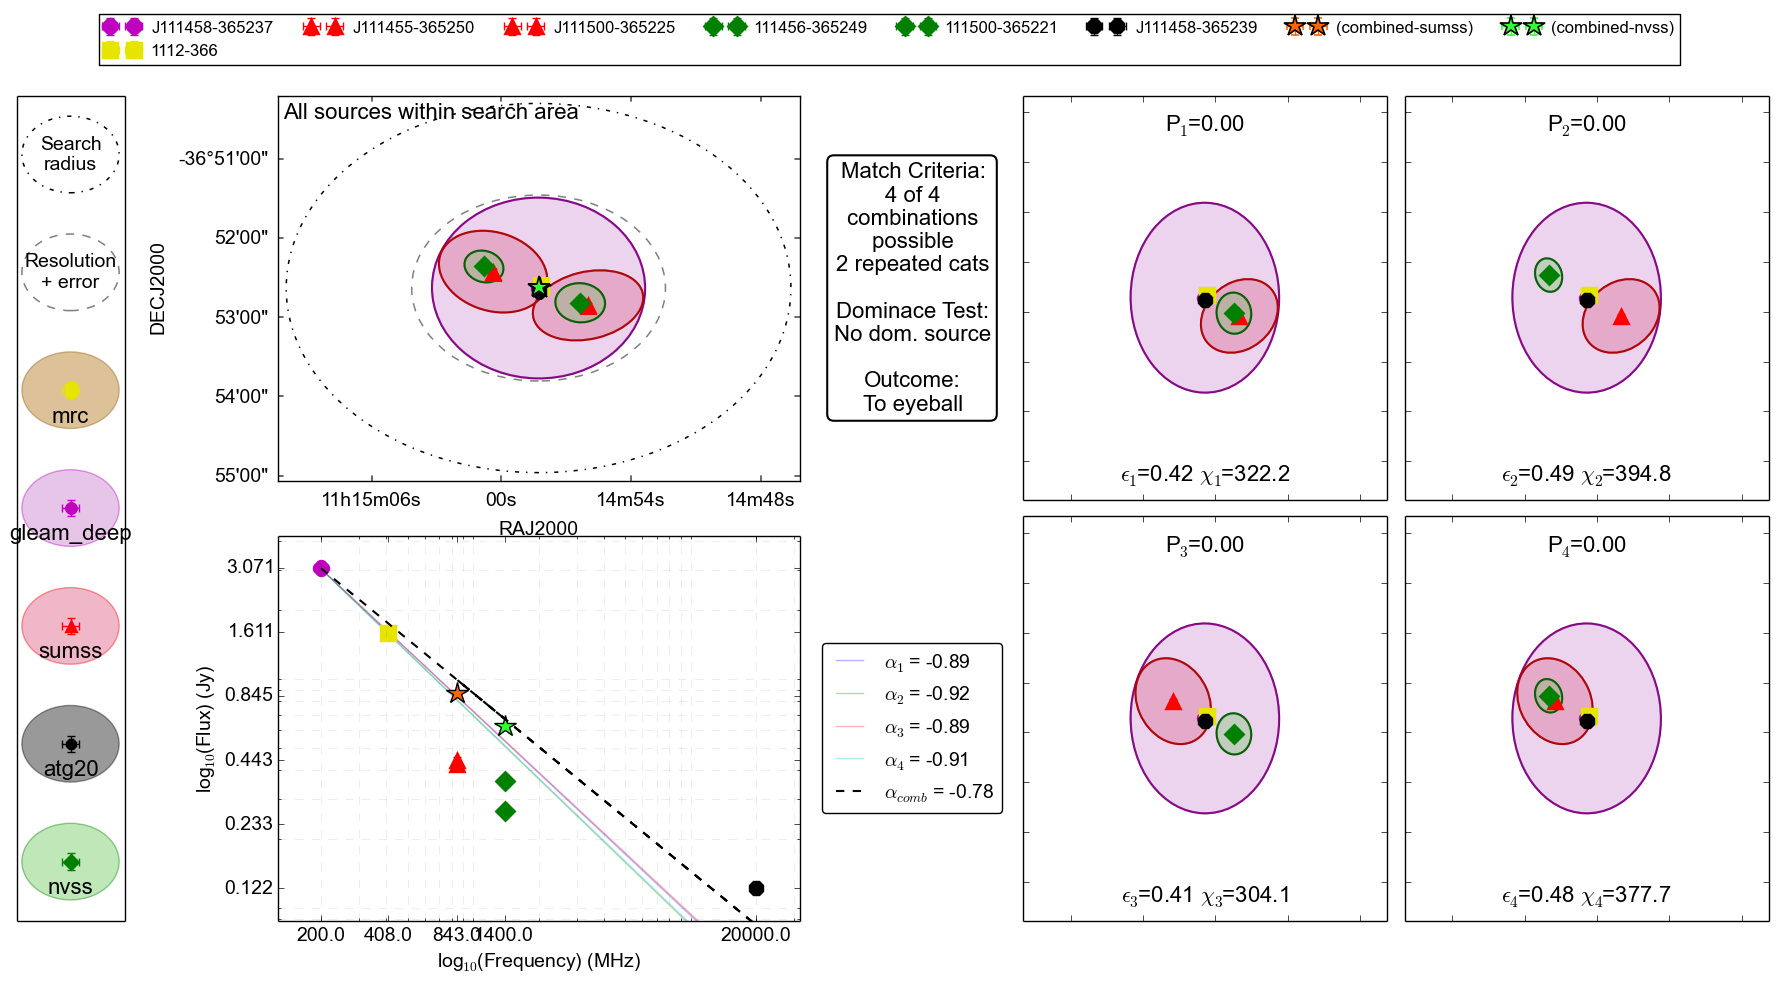 J111458-365237 J111455-365250 J111500-365225 111456-365249 111500-365221 J111458-365239 (combined-sumss) (combined-nvss)
1112-366
Search
radius
Resolution
+ error
mrc
gleam_deep
sumss
atg20
nvss
All sources within search area
DECJ2000
-36°51'00"
52'00"
53'00"
54'00"
55'00"
11h15m06s 00s 14m54s 14m48s
RAJ2000
Match Criteria:
4 of 4
combinations
possible
2 repeated cats
Dominace Test:
No dom. source
Outcome:
To eyeball
log₁₀(Flux) (Jy)
3.071
1.611
0.845
0.443
0.233
0.122
200.0 408.0 843.0 1400.0 20000.0
log₁₀(Frequency) (MHz)
α₁ = -0.89
α₂ = -0.92
α₃ = -0.89
α₄ = -0.91
α_comb = -0.78
P₁=0.00
ϵ₁=0.42 χ₁=322.2
P₂=0.00
ϵ₂=0.49 χ₂=394.8
P₃=0.00
ϵ₃=0.41 χ₃=304.1
P₄=0.00
ϵ₄=0.48 χ₄=377.7